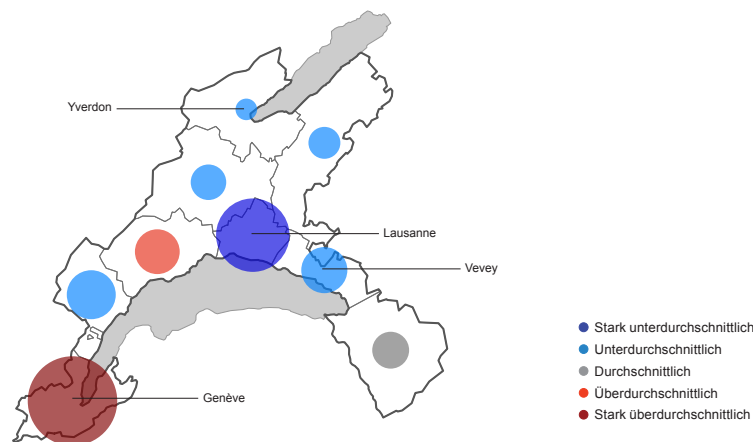 Yverdon
Lausanne
Vevey
Genève
Stark unterdurchschnittlich
Unterdurchschnittlich
Durchschnittlich
Überdurchschnittlich
Stark überdurchschnittlich